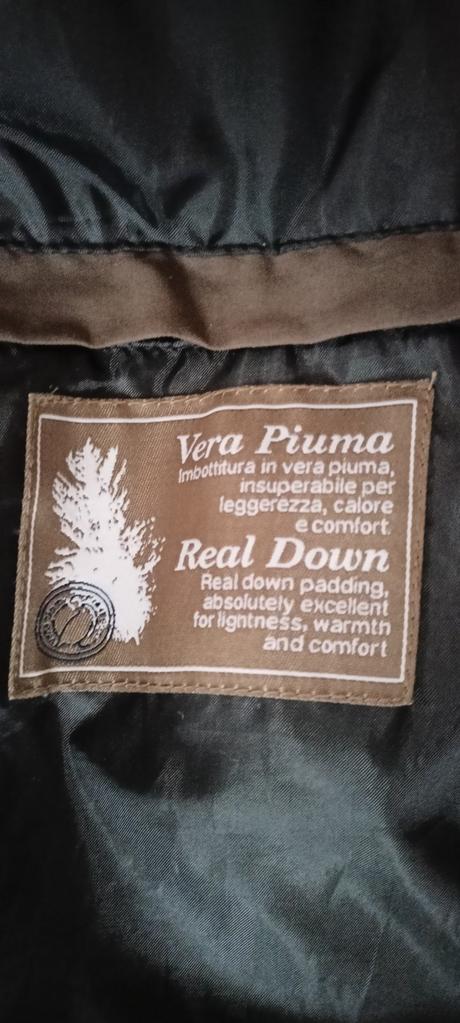 Vera Piuma
Imbottitura in vera piuma,
insuperabile per
leggerezza, calore
e comfort.
Real Down
Real down padding,
absolutely excellent
for lightness, warmth
and comfort